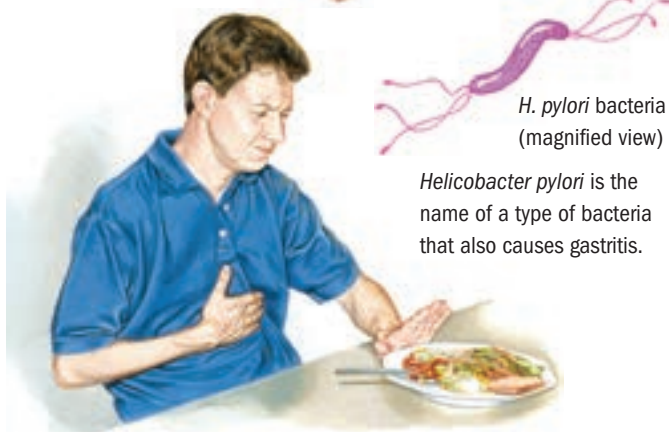 H. pylori bacteria
(magnified view)
Helicobacter pylori is the
name of a type of bacteria
that also causes gastritis.